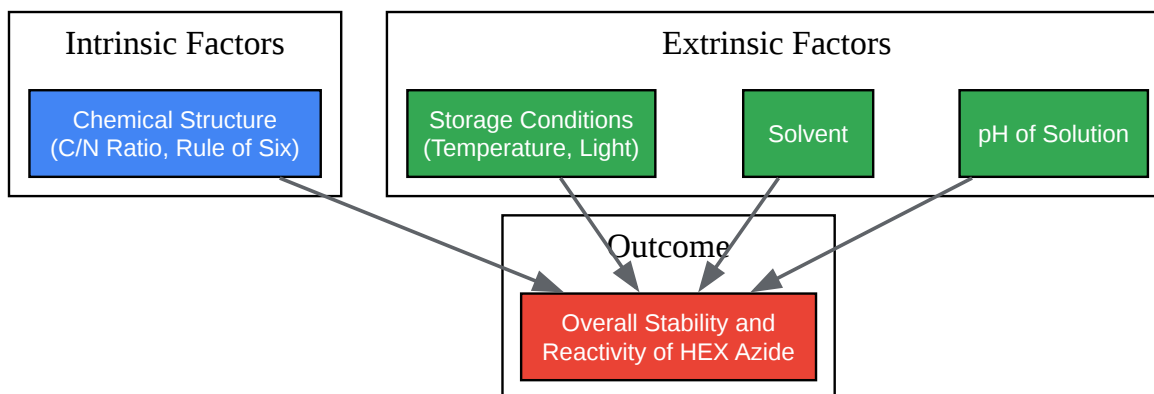 Intrinsic Factors
Extrinsic Factors
Chemical Structure
(C/N Ratio, Rule of Six)
Storage Conditions
(Temperature, Light)
Solvent
pH of Solution
Outcome
Overall Stability and
Reactivity of HEX Azide